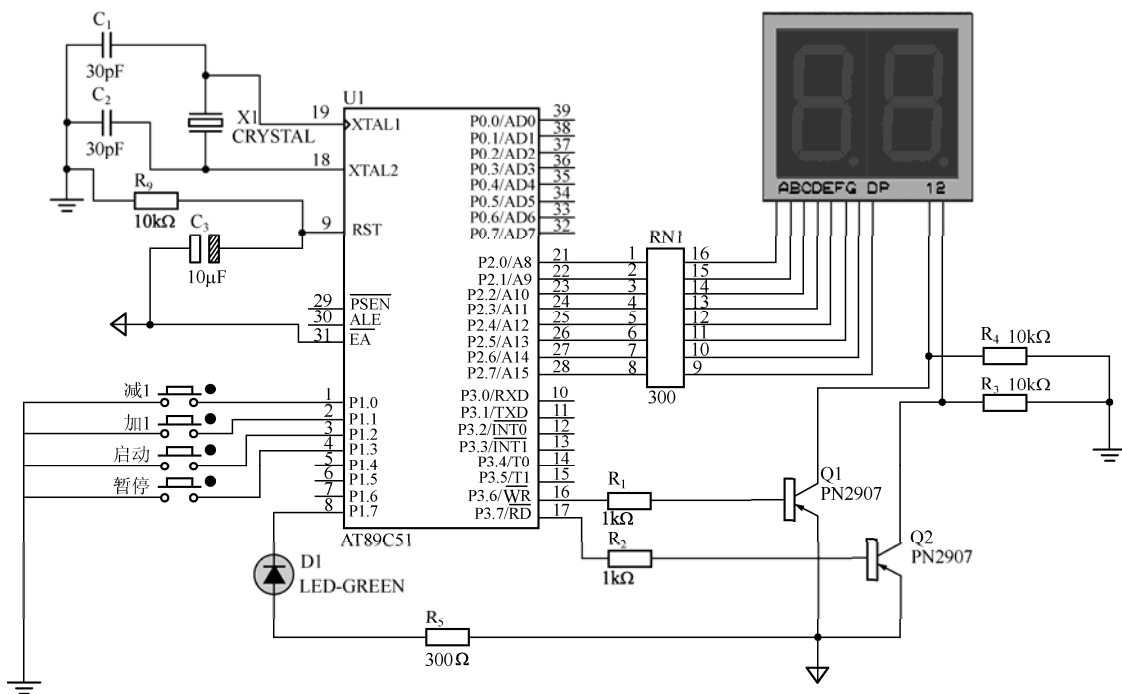 C1
30pF
C2
30pF
X1
CRYSTAL
R9
10kΩ
C3
10μF
U1
19
XTAL1
18
XTAL2
9
RST
29
PSEN
30
ALE
31
EA
减1
1
P1.0
加1
2
P1.1
启动
3
P1.2
暂停
4
P1.3
5
P1.4
6
P1.5
7
P1.6
8
P1.7
AT89C51
P0.0/AD0
39
P0.1/AD1
38
P0.2/AD2
37
P0.3/AD3
36
P0.4/AD4
35
P0.5/AD5
34
P0.6/AD6
33
P0.7/AD7
32
P2.0/A8
21
P2.1/A9
22
P2.2/A10
23
P2.3/A11
24
P2.4/A12
25
P2.5/A13
26
P2.6/A14
27
P2.7/A15
28
P3.0/RXD
10
P3.1/TXD
11
P3.2/INT0
12
P3.3/INT1
13
P3.4/T0
14
P3.5/T1
15
P3.6/WR
16
P3.7/RD
17
RN1
1 16
2 15
3 14
4 13
5 12
6 11
7 10
8 9
300
ABCDEFG DP 12
R4 10kΩ
R3 10kΩ
R1
1kΩ
R2
1kΩ
Q1
PN2907
Q2
PN2907
D1
LED-GREEN
R5
300Ω